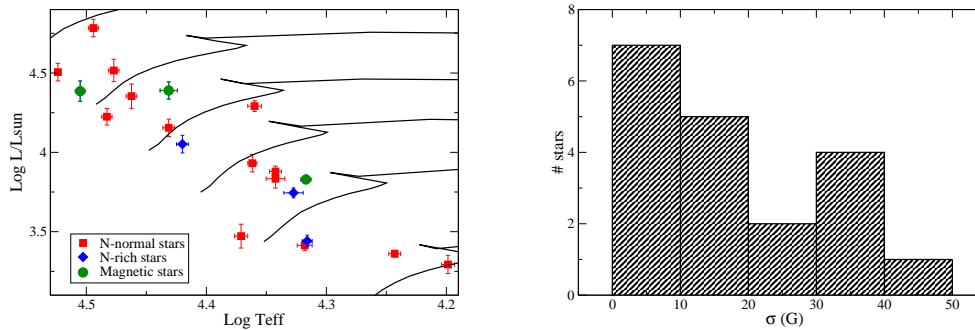 4.5
4
3.5
Log L/Lsun
N-normal stars
N-rich stars
Magnetic stars
4.5 4.4 4.3 4.2
Log Teff
8
6
4
2
0
# stars
0 10 20 30 40 50
σ (G)